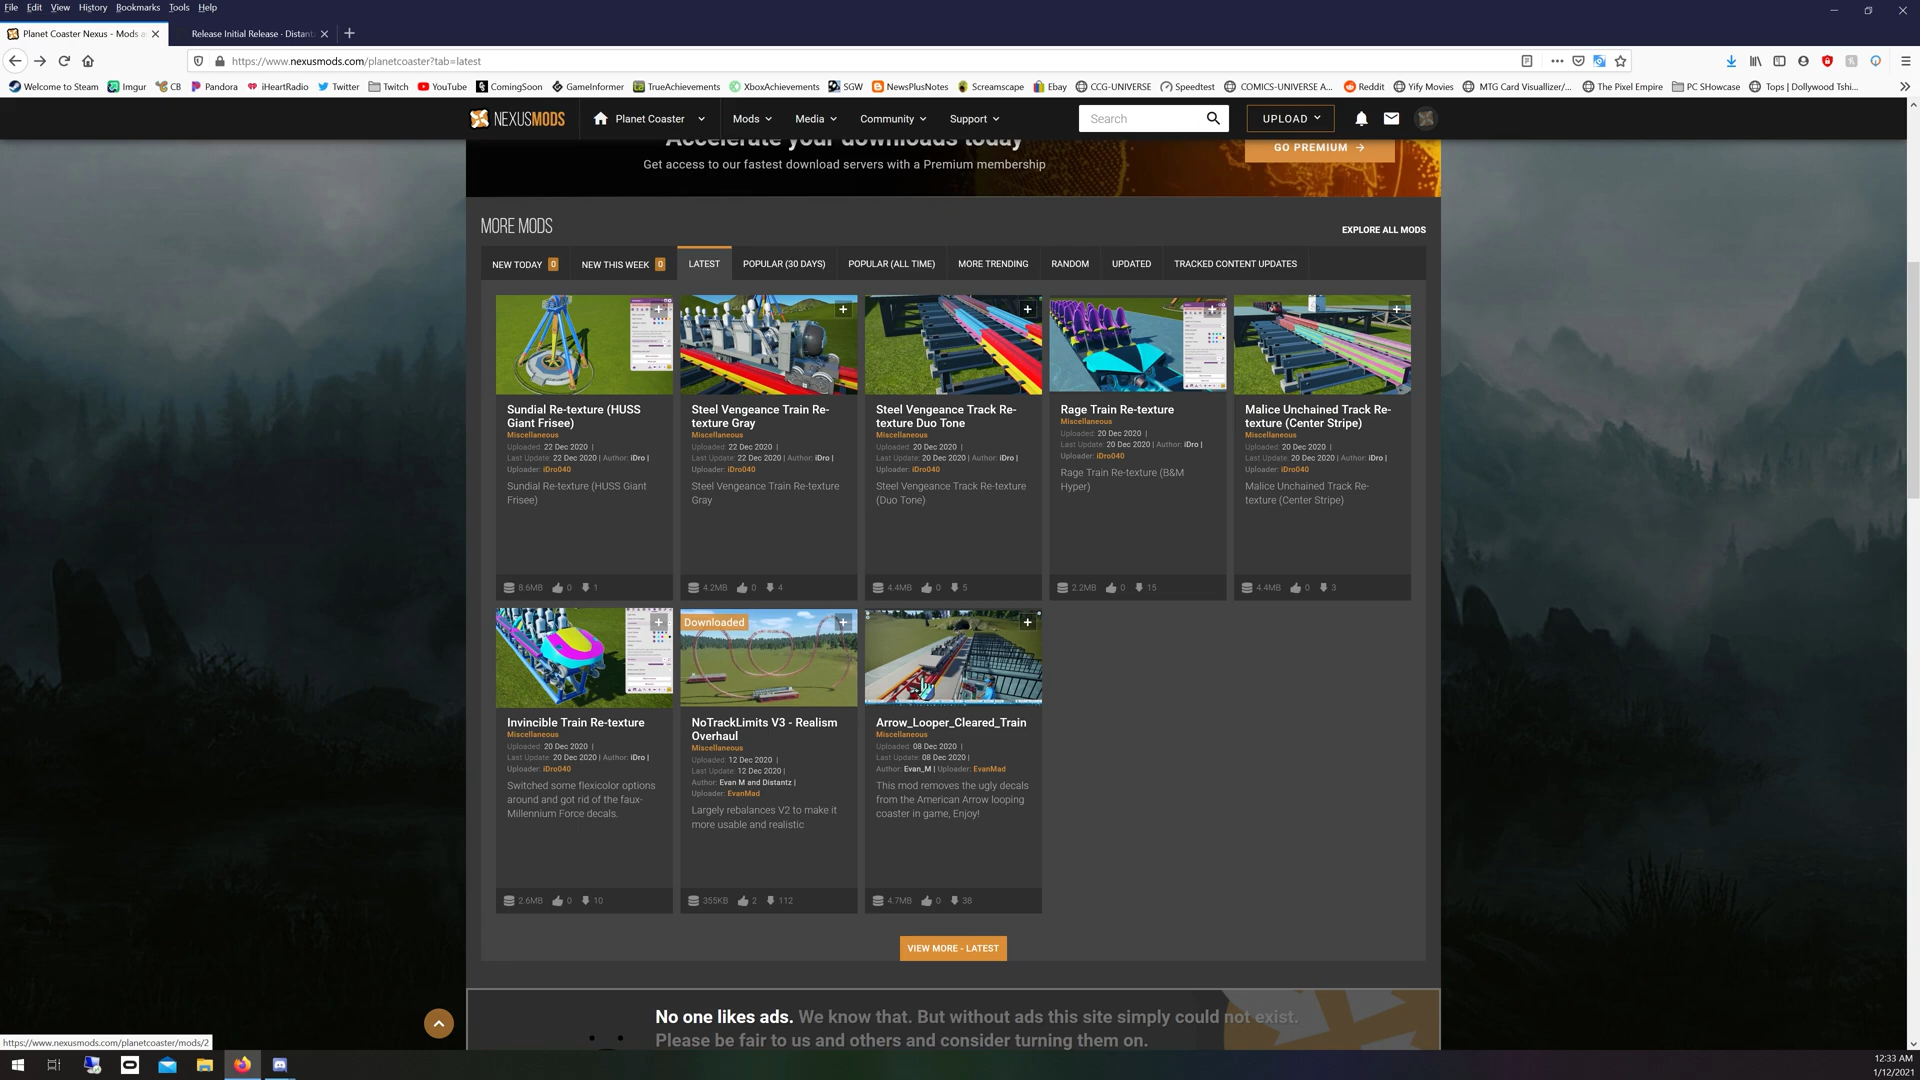 File Edit View History Bookmarks Tools Help
Planet Coaster Nexus - Mods a
Release Initial Release · Distant
https://www.nexusmods.com/planetcoaster?tab=latest
Welcome to Steam Imgur CB Pandora iHeartRadio Twitter Twitch YouTube ComingSoon GameInformer TrueAchievements XboxAchievements SGW NewsPlusNotes Screamscape Ebay CCG-UNIVERSE Speedtest COMICS-UNIVERSE A... Reddit Yify Movies MTG Card Visuallizer/... The Pixel Empire PC SHowcase Tops | Dollywood Tshi...
NEXUSMODS Planet Coaster Mods Media Community Support Search UPLOAD
Accelerate your downloads today
Get access to our fastest download servers with a Premium membership
GO PREMIUM
MORE MODS
EXPLORE ALL MODS
NEW TODAY 0 NEW THIS WEEK 0 LATEST POPULAR (30 DAYS) POPULAR (ALL TIME) MORE TRENDING RANDOM UPDATED TRACKED CONTENT UPDATES
Sundial Re-texture (HUSS
Giant Frisee)
Miscellaneous
Uploaded: 22 Dec 2020 |
Last Update: 22 Dec 2020 | Author: iDro |
Uploader: iDro040
Sundial Re-texture (HUSS Giant
Frisee)
8.6MB 0 1
Steel Vengeance Train Re-
texture Gray
Miscellaneous
Uploaded: 22 Dec 2020 |
Last Update: 22 Dec 2020 | Author: iDro |
Uploader: iDro040
Steel Vengeance Train Re-texture
Gray
4.2MB 0 4
Steel Vengeance Track Re-
texture Duo Tone
Miscellaneous
Uploaded: 20 Dec 2020 |
Last Update: 20 Dec 2020 | Author: iDro |
Uploader: iDro040
Steel Vengeance Track Re-texture
(Duo Tone)
4.4MB 0 5
Rage Train Re-texture
Miscellaneous
Uploaded: 20 Dec 2020 |
Last Update: 20 Dec 2020 | Author: iDro |
Uploader: iDro040
Rage Train Re-texture (B&M
Hyper)
2.2MB 0 15
Malice Unchained Track Re-
texture (Center Stripe)
Miscellaneous
Uploaded: 20 Dec 2020 |
Last Update: 20 Dec 2020 | Author: iDro |
Uploader: iDro040
Malice Unchained Track Re-
texture (Center Stripe)
4.4MB 0 3
Invincible Train Re-texture
Miscellaneous
Uploaded: 20 Dec 2020 |
Last Update: 20 Dec 2020 | Author: iDro |
Uploader: iDro040
Switched some flexicolor options
around and got rid of the faux-
Millennium Force decals.
2.6MB 0 10
Downloaded
NoTrackLimits V3 - Realism
Overhaul
Miscellaneous
Uploaded: 12 Dec 2020 |
Last Update: 12 Dec 2020 |
Author: Evan M and Distantz |
Uploader: EvanMad
Largely rebalances V2 to make it
more usable and realistic
355KB 2 112
Arrow_Looper_Cleared_Train
Miscellaneous
Uploaded: 08 Dec 2020 |
Last Update: 08 Dec 2020 |
Author: Evan_M | Uploader: EvanMad
This mod removes the ugly decals
from the American Arrow looping
coaster in game, Enjoy!
4.7MB 0 38
VIEW MORE - LATEST
No one likes ads. We know that. But without ads this site simply could not exist.
Please be fair to us and others and consider turning them on.
https://www.nexusmods.com/planetcoaster/mods/2
12:33 AM
1/12/2021